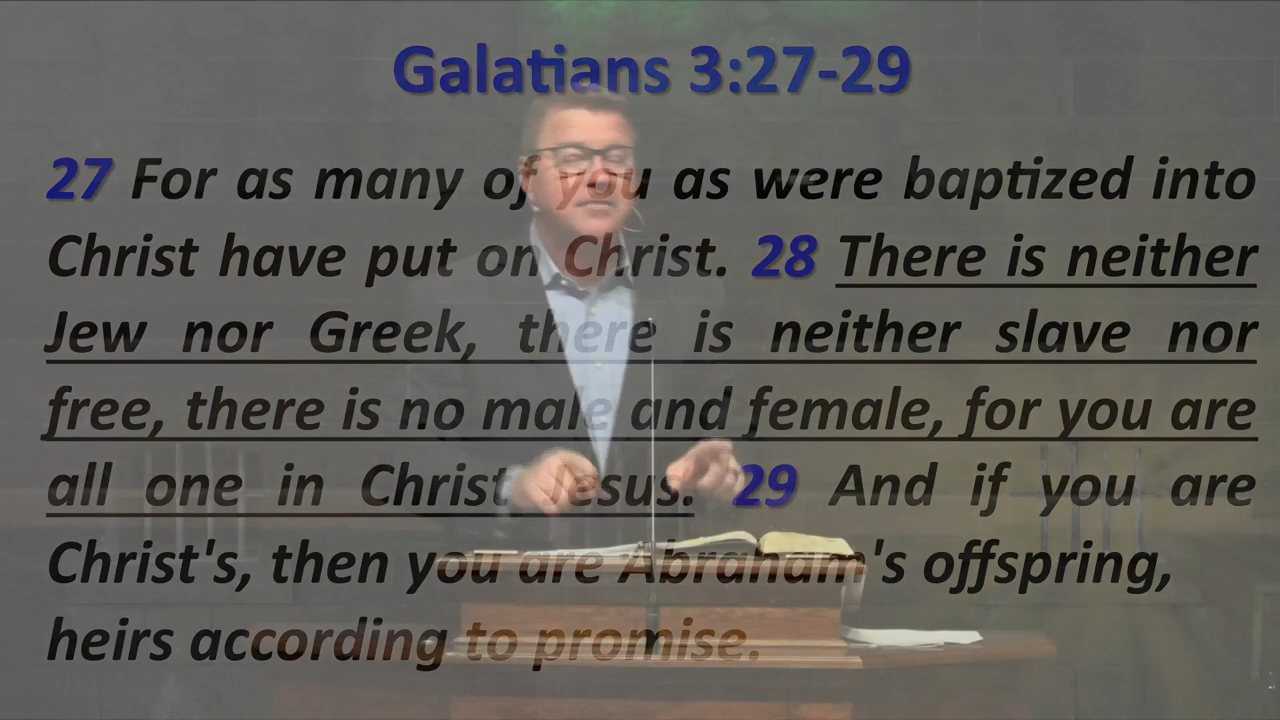 Galatians 3:27-29
27 For as many of you as were baptized into
Christ have put on Christ. 28 There is neither
Jew nor Greek, there is neither slave nor
free, there is no male and female, for you are
all one in Christ Jesus. 29 And if you are
Christ's, then you are Abraham's offspring,
heirs according to promise.